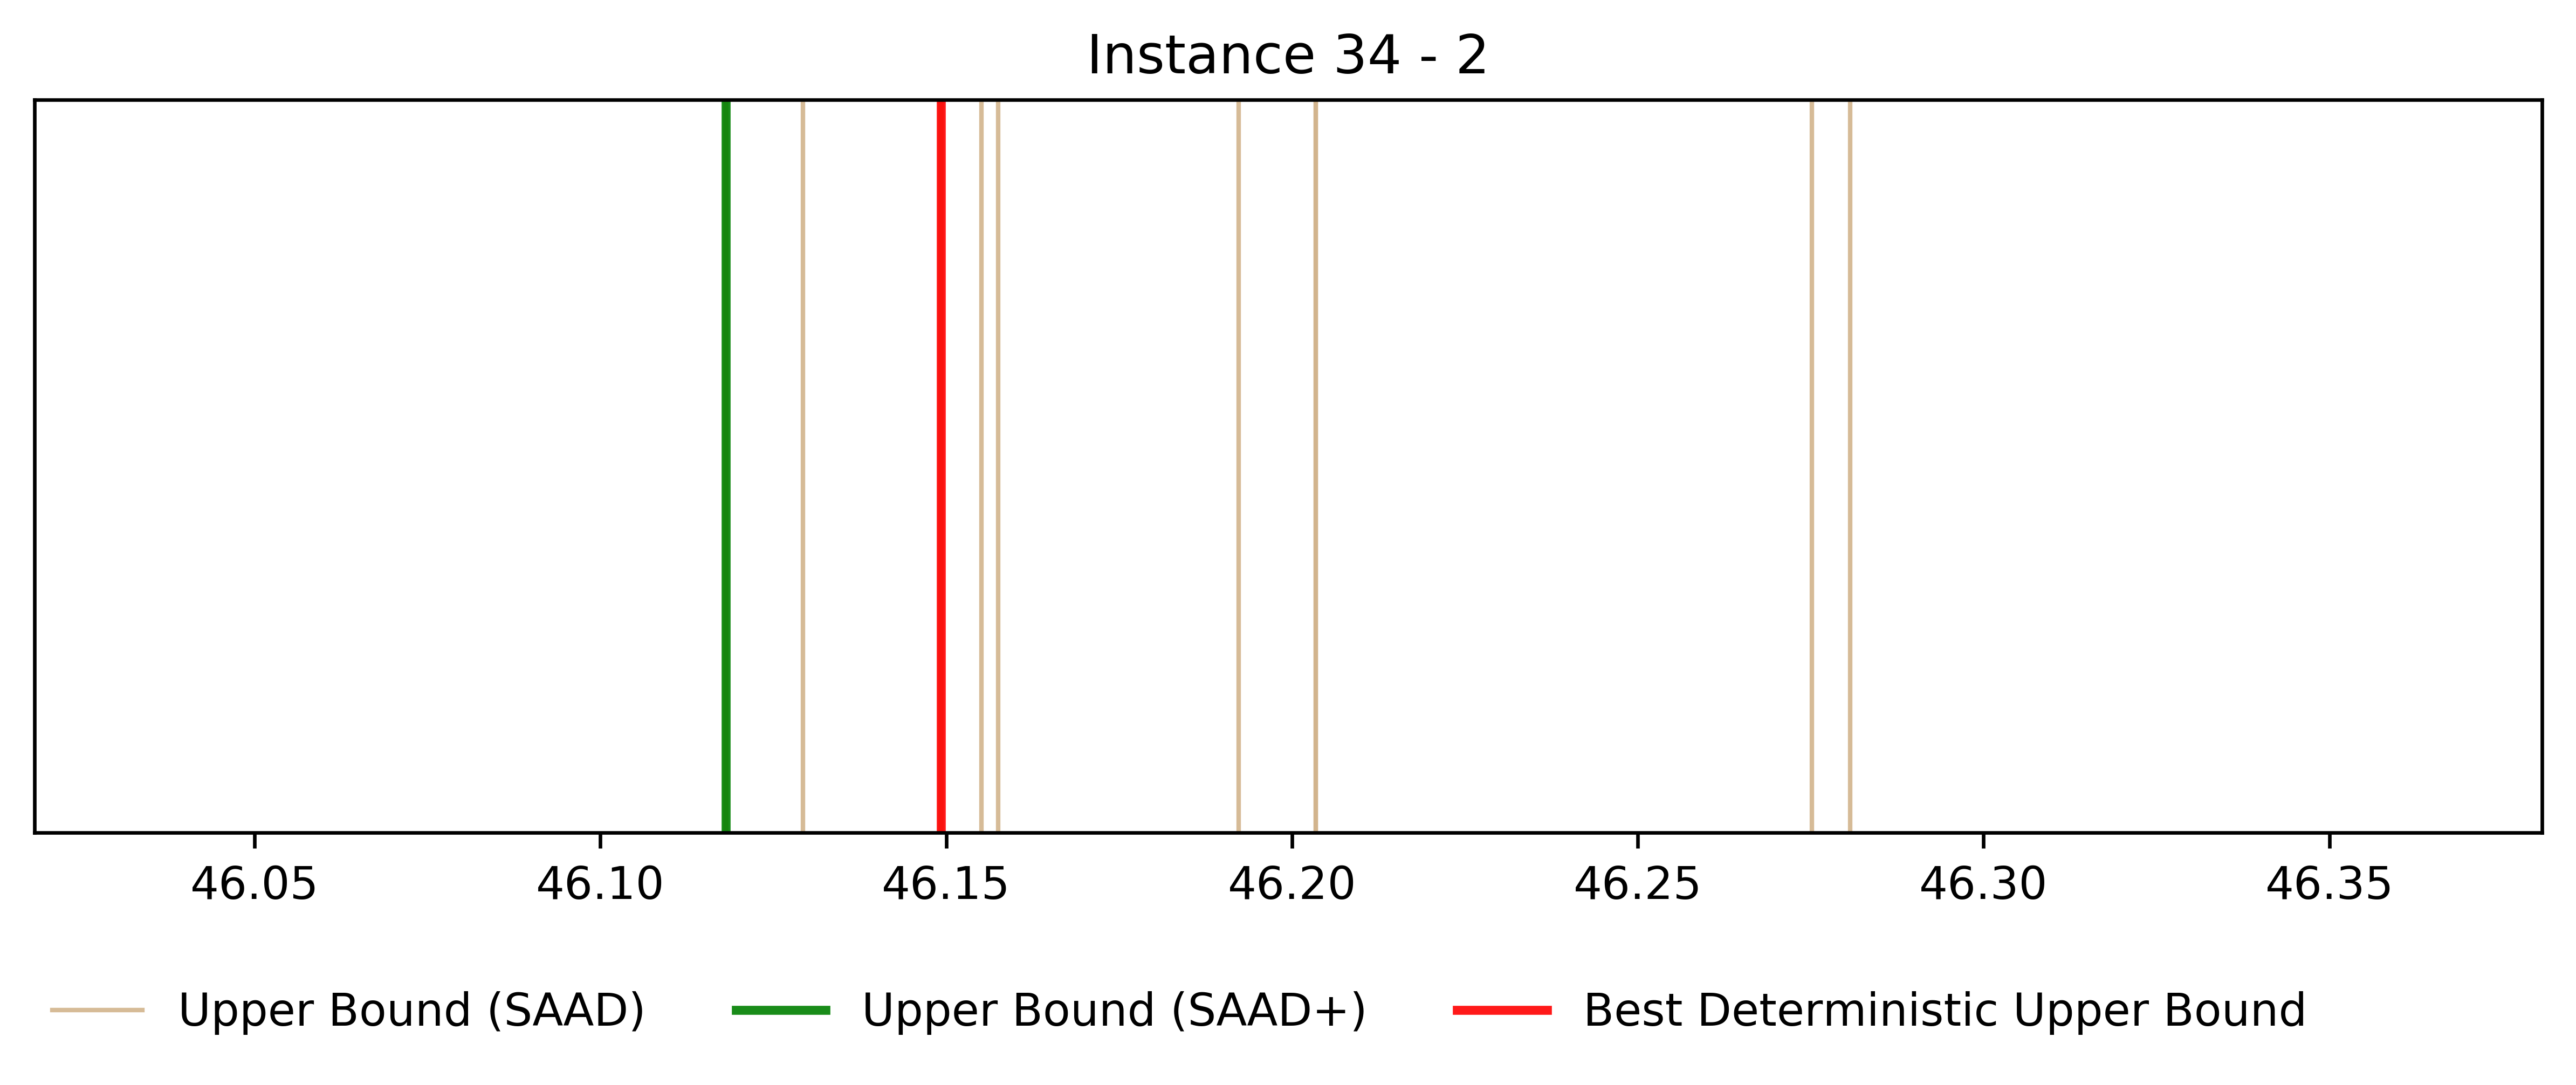 Instance 34 - 2
46.05 46.10 46.15 46.20 46.25 46.30 46.35
Upper Bound (SAAD) Upper Bound (SAAD+) Best Deterministic Upper Bound